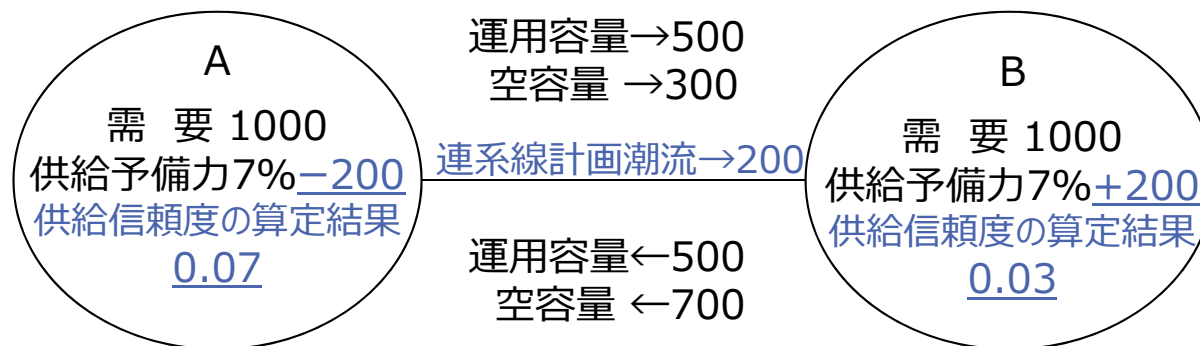 A
需 要 1000
供給予備力7%－200
供給信頼度の算定結果
0.07
運用容量→500
空容量 →300
連系線計画潮流→200
運用容量←500
空容量 ←700
B
需 要 1000
供給予備力7%+200
供給信頼度の算定結果
0.03